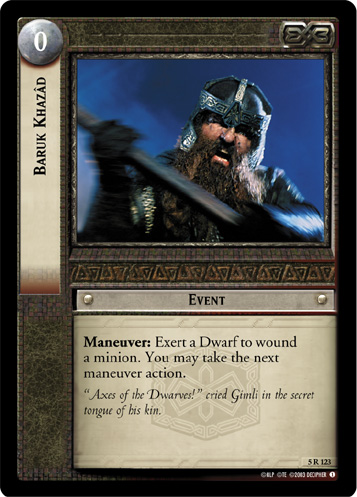 0
BARUK KHAZÂD
EVENT
Maneuver: Exert a Dwarf to wound
a minion. You may take the next
maneuver action.
“Axes of the Dwarves!” cried Gimli in the secret
tongue of his kin.
5 R 123
©NLP ©TE ©2003 DECIPHER